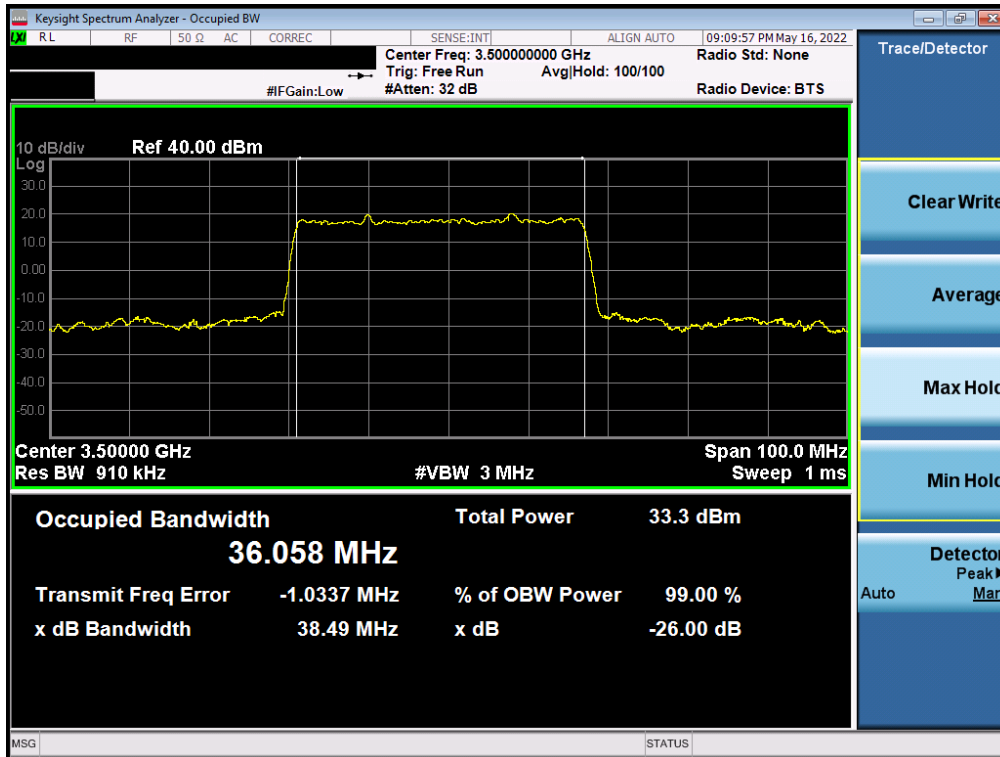 Keysight Spectrum Analyzer - Occupied BW
LXI RL RF 50 Ω AC CORREC SENSE:INT ALIGN AUTO 09:09:57 PM May 16, 2022
Center Freq: 3.500000000 GHz Radio Std: None
Trig: Free Run Avg|Hold: 100/100
#IFGain:Low #Atten: 32 dB Radio Device: BTS
Trace/Detector
10 dB/div Ref 40.00 dBm
Log
30.0
20.0
10.0
0.00
-10.0
-20.0
-30.0
-40.0
-50.0
Center 3.50000 GHz Span 100.0 MHz
Res BW 910 kHz #VBW 3 MHz Sweep 1 ms
Occupied Bandwidth Total Power 33.3 dBm
36.058 MHz
Transmit Freq Error -1.0337 MHz % of OBW Power 99.00 %
x dB Bandwidth 38.49 MHz x dB -26.00 dB
Clear Write
Average
Max Hold
Min Hold
Detector
Peak
Auto Man
MSG STATUS